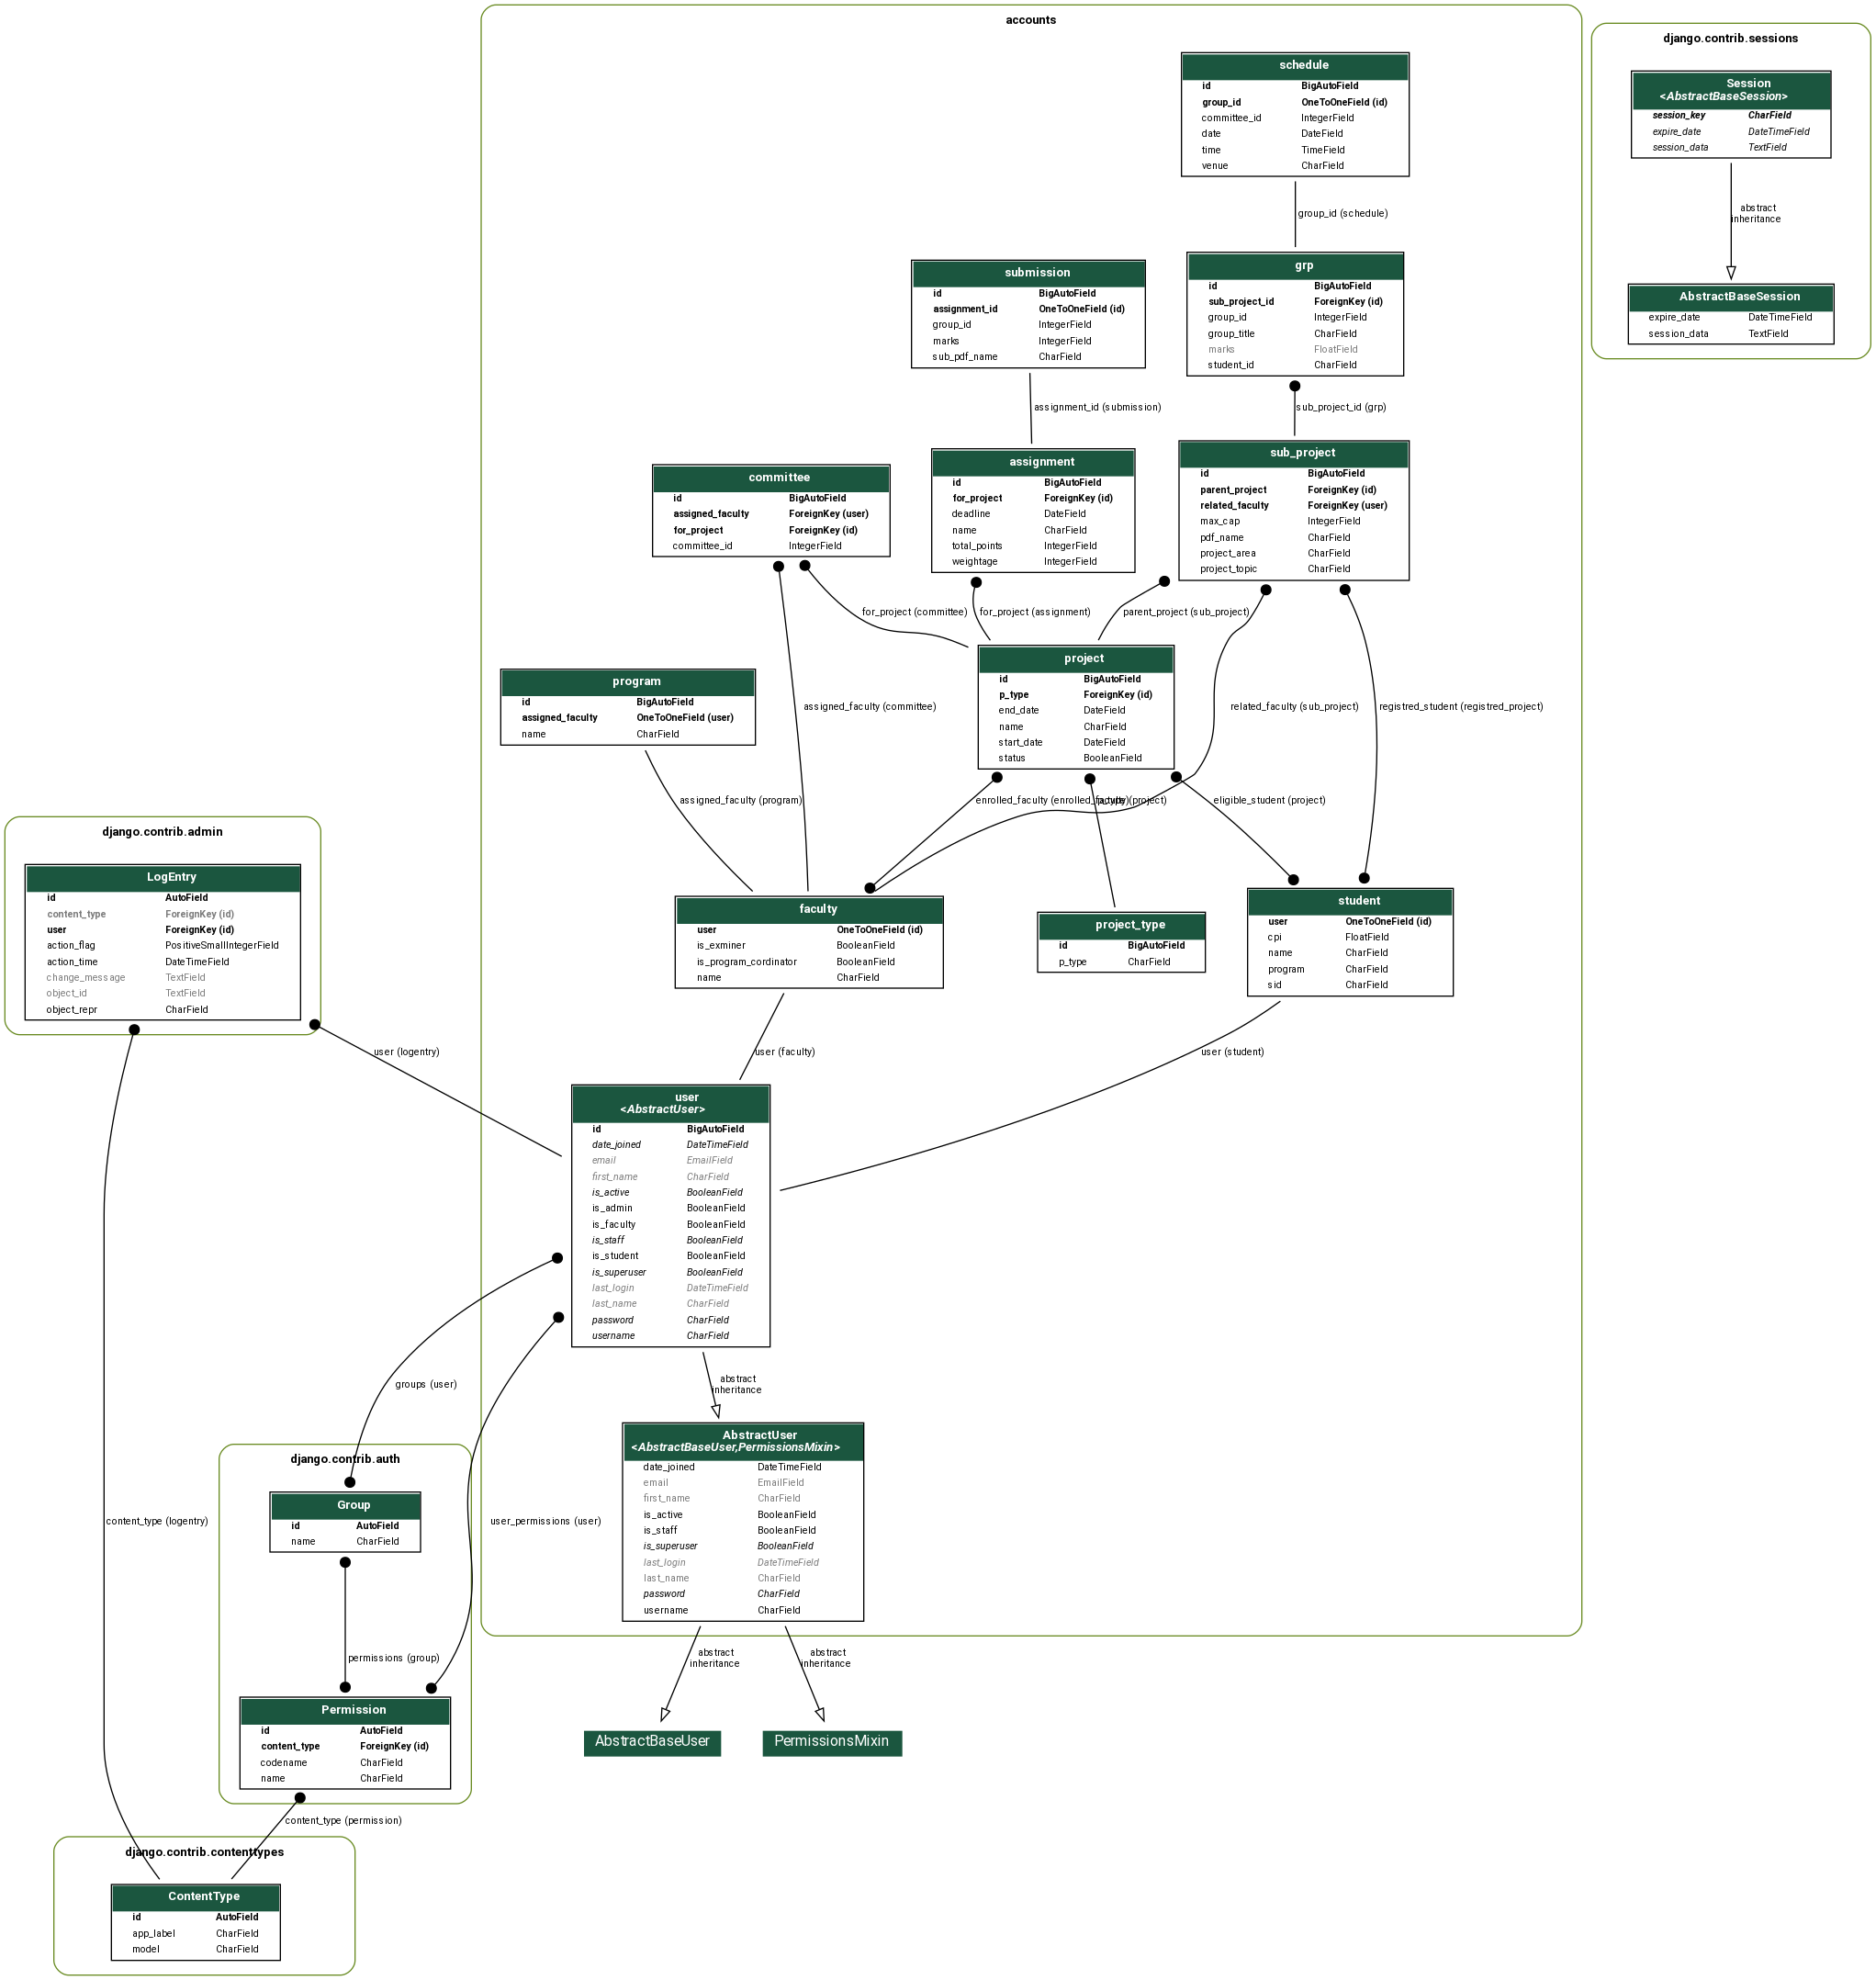 accounts
schedule
id BigAutoField
group_id OneToOneField (id)
committee_id IntegerField
date DateField
time TimeField
venue CharField
group_id (schedule)
django.contrib.sessions
Session
<AbstractBaseSession>
session_key CharField
expire_date DateTimeField
session_data TextField
abstract
inheritance
AbstractBaseSession
expire_date DateTimeField
session_data TextField
submission
id BigAutoField
assignment_id OneToOneField (id)
group_id IntegerField
marks IntegerField
sub_pdf_name CharField
assignment_id (submission)
grp
id BigAutoField
sub_project_id ForeignKey (id)
group_id IntegerField
group_title CharField
marks FloatField
student_id CharField
sub_project_id (grp)
committee
id BigAutoField
assigned_faculty ForeignKey (user)
for_project ForeignKey (id)
committee_id IntegerField
assignment
id BigAutoField
for_project ForeignKey (id)
deadline DateField
name CharField
total_points IntegerField
weightage IntegerField
sub_project
id BigAutoField
parent_project ForeignKey (id)
related_faculty ForeignKey (user)
max_cap IntegerField
pdf_name CharField
project_area CharField
project_topic CharField
for_project (committee)
for_project (assignment)
parent_project (sub_project)
program
id BigAutoField
assigned_faculty OneToOneField (user)
name CharField
project
id BigAutoField
p_type ForeignKey (id)
end_date DateField
name CharField
start_date DateField
status BooleanField
assigned_faculty (committee)
related_faculty (sub_project)
registred_student (registred_project)
assigned_faculty (program)
enrolled_faculty (enrolled_faculty)
p_type (project)
eligible_student (project)
django.contrib.admin
LogEntry
id AutoField
content_type ForeignKey (id)
user ForeignKey (id)
action_flag PositiveSmallIntegerField
action_time DateTimeField
change_message TextField
object_id TextField
object_repr CharField
faculty
user OneToOneField (id)
is_exminer BooleanField
is_program_cordinator BooleanField
name CharField
project_type
id BigAutoField
p_type CharField
student
user OneToOneField (id)
cpi FloatField
name CharField
program CharField
sid CharField
user (logentry)
user (faculty)
user (student)
user
<AbstractUser>
id BigAutoField
date_joined DateTimeField
email EmailField
first_name CharField
is_active BooleanField
is_admin BooleanField
is_faculty BooleanField
is_staff BooleanField
is_student BooleanField
is_superuser BooleanField
last_login DateTimeField
last_name CharField
password CharField
username CharField
groups (user)
abstract
inheritance
AbstractUser
<AbstractBaseUser,PermissionsMixin>
date_joined DateTimeField
email EmailField
first_name CharField
is_active BooleanField
is_staff BooleanField
is_superuser BooleanField
last_login DateTimeField
last_name CharField
password CharField
username CharField
django.contrib.auth
Group
id AutoField
name CharField
content_type (logentry)
user_permissions (user)
permissions (group)
abstract
inheritance
abstract
inheritance
Permission
id AutoField
content_type ForeignKey (id)
codename CharField
name CharField
AbstractBaseUser
PermissionsMixin
content_type (permission)
django.contrib.contenttypes
ContentType
id AutoField
app_label CharField
model CharField